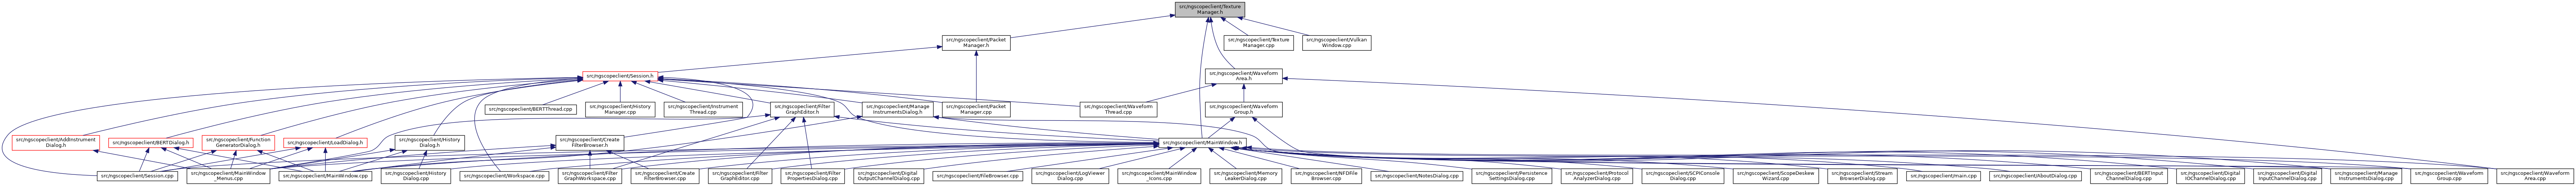 src/ngscopeclient/Texture
Manager.h
src/ngscopeclient/Packet
Manager.h
src/ngscopeclient/Texture
Manager.cpp
src/ngscopeclient/Vulkan
Window.cpp
src/ngscopeclient/Session.h
src/ngscopeclient/Waveform
Area.h
src/ngscopeclient/BERTThread.cpp
src/ngscopeclient/History
Manager.cpp
src/ngscopeclient/Instrument
Thread.cpp
src/ngscopeclient/Filter
GraphEditor.h
src/ngscopeclient/Manage
InstrumentsDialog.h
src/ngscopeclient/Packet
Manager.cpp
src/ngscopeclient/Waveform
Thread.cpp
src/ngscopeclient/Waveform
Group.h
src/ngscopeclient/AddInstrument
Dialog.h
src/ngscopeclient/BERTDialog.h
src/ngscopeclient/Function
GeneratorDialog.h
src/ngscopeclient/LoadDialog.h
src/ngscopeclient/History
Dialog.h
src/ngscopeclient/Create
FilterBrowser.h
src/ngscopeclient/MainWindow.h
src/ngscopeclient/Session.cpp
src/ngscopeclient/MainWindow
_Menus.cpp
src/ngscopeclient/MainWindow.cpp
src/ngscopeclient/History
Dialog.cpp
src/ngscopeclient/Workspace.cpp
src/ngscopeclient/Filter
GraphWorkspace.cpp
src/ngscopeclient/Create
FilterBrowser.cpp
src/ngscopeclient/Filter
GraphEditor.cpp
src/ngscopeclient/Filter
PropertiesDialog.cpp
src/ngscopeclient/Digital
OutputChannelDialog.cpp
src/ngscopeclient/FileBrowser.cpp
src/ngscopeclient/LogViewer
Dialog.cpp
src/ngscopeclient/MainWindow
_Icons.cpp
src/ngscopeclient/Memory
LeakerDialog.cpp
src/ngscopeclient/NFDFile
Browser.cpp
src/ngscopeclient/NotesDialog.cpp
src/ngscopeclient/Persistence
SettingsDialog.cpp
src/ngscopeclient/Protocol
AnalyzerDialog.cpp
src/ngscopeclient/SCPIConsole
Dialog.cpp
src/ngscopeclient/ScopeDeskew
Wizard.cpp
src/ngscopeclient/Stream
BrowserDialog.cpp
src/ngscopeclient/main.cpp
src/ngscopeclient/AboutDialog.cpp
src/ngscopeclient/BERTInput
ChannelDialog.cpp
src/ngscopeclient/Digital
IOChannelDialog.cpp
src/ngscopeclient/Digital
InputChannelDialog.cpp
src/ngscopeclient/Manage
InstrumentsDialog.cpp
src/ngscopeclient/Waveform
Group.cpp
src/ngscopeclient/Waveform
Area.cpp